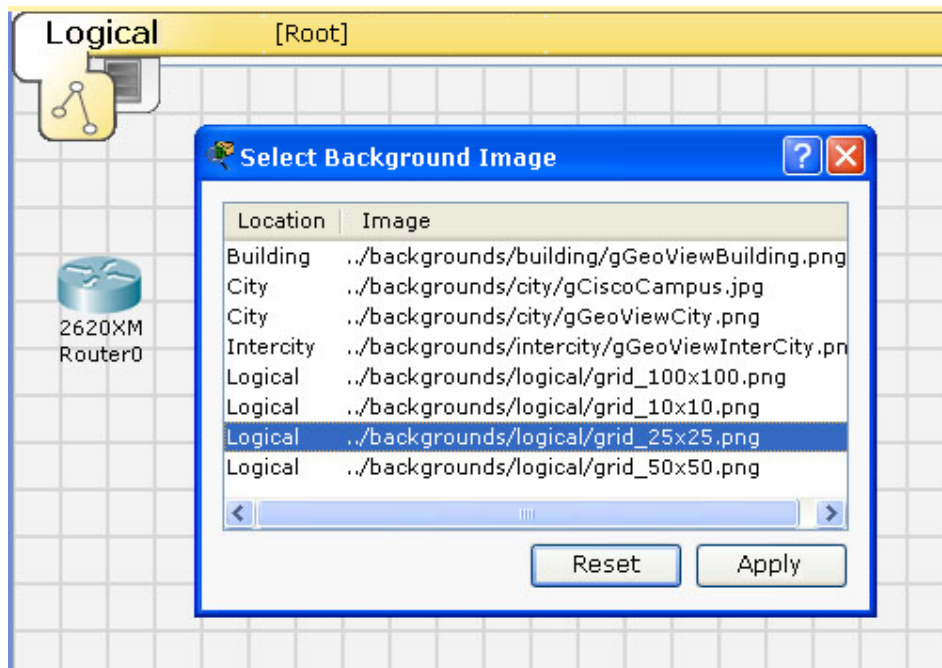 Logical [Root]
Select Background Image
Location Image
Building ../backgrounds/building/gGeoViewBuilding.png
City ../backgrounds/city/gCiscoCampus.jpg
City ../backgrounds/city/gGeoViewCity.png
Intercity ../backgrounds/intercity/gGeoViewInterCity.pn
Logical ../backgrounds/logical/grid_100x100.png
Logical ../backgrounds/logical/grid_10x10.png
Logical ../backgrounds/logical/grid_25x25.png
Logical ../backgrounds/logical/grid_50x50.png
Reset Apply
2620XM
Router0